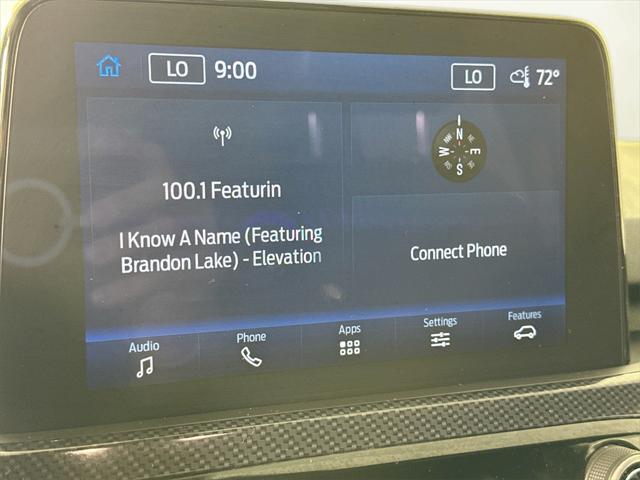 LO 9:00 LO 72°
100.1 Featurin
I Know A Name (Featuring
Brandon Lake) - Elevation
N
W E
S
Connect Phone
Audio Phone Apps Settings Features